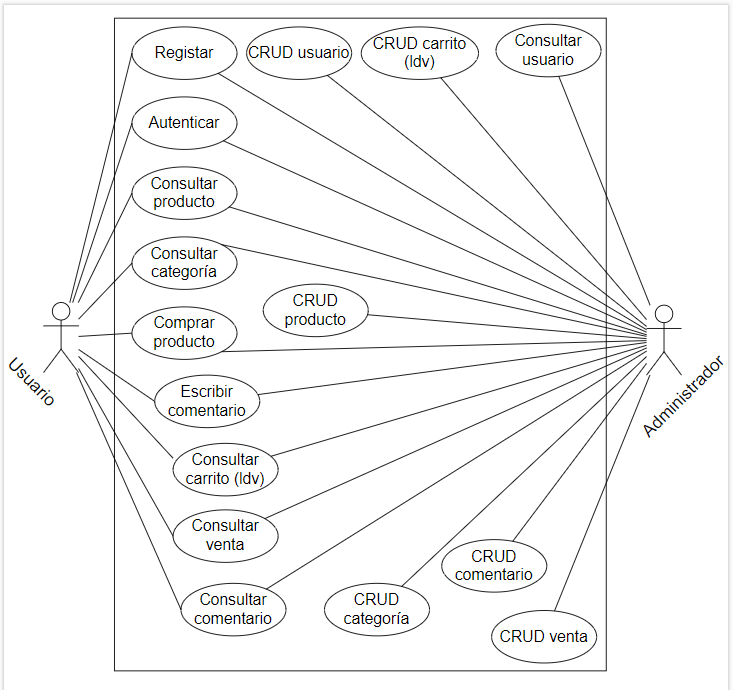 Registar
CRUD usuario
CRUD carrito
(ldv)
Consultar
usuario
Autenticar
Consultar
producto
Consultar
categoría
CRUD
producto
Comprar
producto
Usuario
Administrador
Escribir
comentario
Consultar
carrito (ldv)
Consultar
venta
CRUD
comentario
Consultar
comentario
CRUD
categoría
CRUD venta